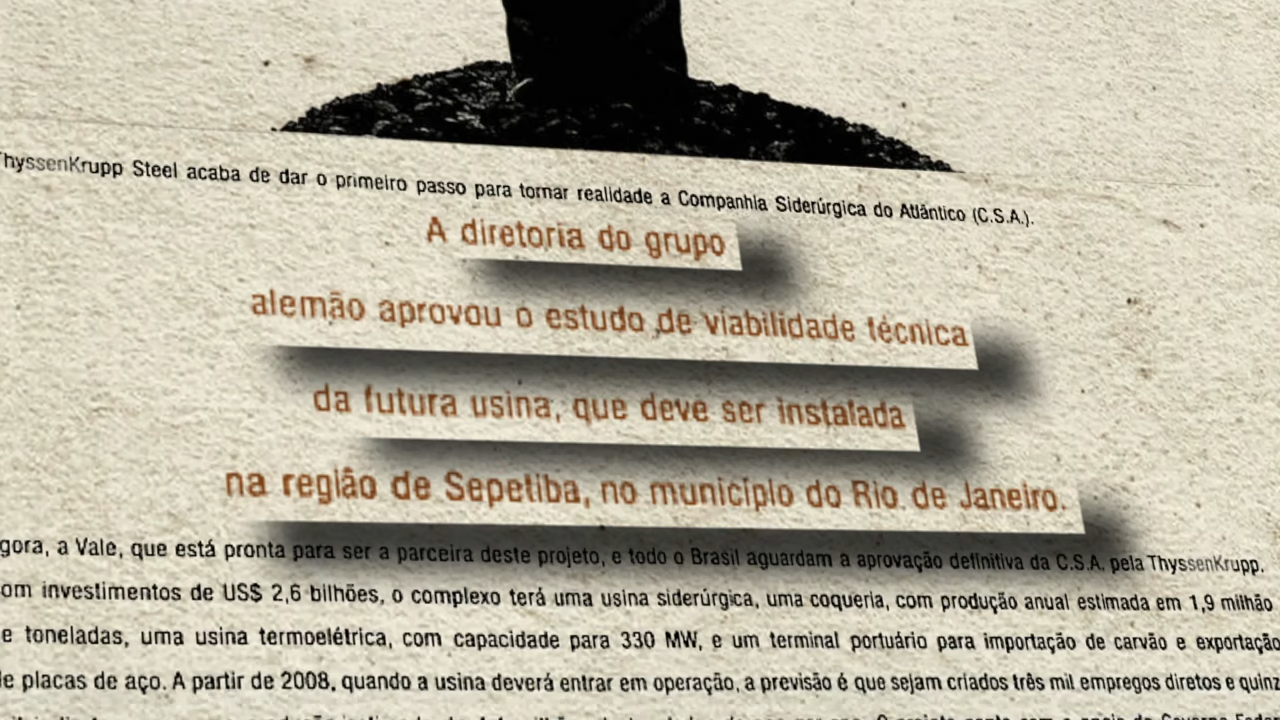 ThyssenKrupp Steel acaba de dar o primeiro passo para tornar realidade a Companhia Siderúrgica do Atlântico (C.S.A.).
A diretoria do grupo
alemão aprovou o estudo de viabilidade técnica
da futura usina, que deve ser instalada
na região de Sepetiba, no município do Rio de Janeiro.
gora, a Vale, que está pronta para ser a parceira deste projeto, e todo o Brasil aguardam a aprovação definitiva da C.S.A. pela ThyssenKrupp.
om investimentos de US$ 2,6 bilhões, o complexo terá uma usina siderúrgica, uma coqueria, com produção anual estimada em 1,9 milhão
e toneladas, uma usina termoelétrica, com capacidade para 330 MW, e um terminal portuário para importação de carvão e exportação
de placas de aço. A partir de 2008, quando a usina deverá entrar em operação, a previsão é que sejam criados três mil empregos diretos e quinz